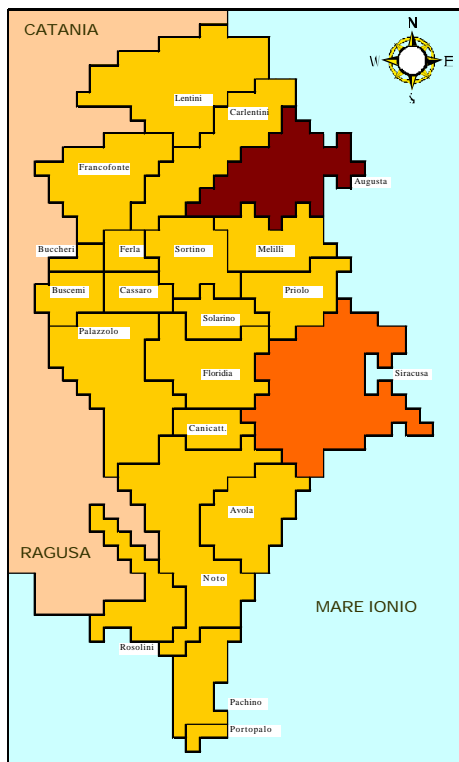 CATANIA
N
W
E
S
Lentini
Carlentini
Francofonte
Augusta
Buccheri
Ferla
Sortino
Melilli
Buscemi
Cassaro
Priolo
Solarino
Palazzolo
Floridia
Siracusa
Canicatt.
Avola
RAGUSA
Noto
MARE IONIO
Rosolini
Pachino
Portopalo